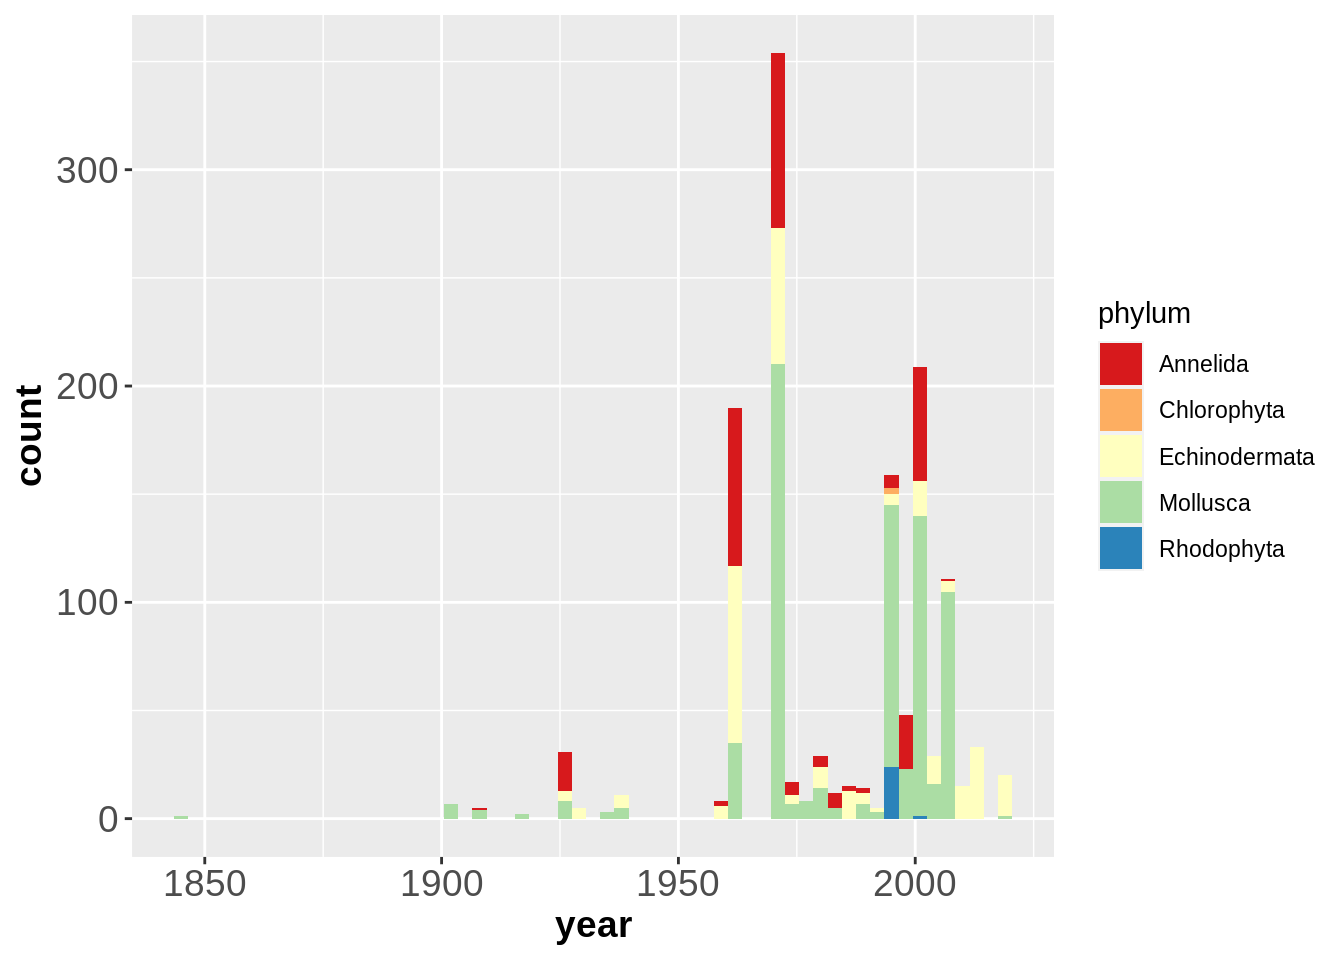 300
200
100
0
count
1850 1900 1950 2000
year
phylum
Annelida
Chlorophyta
Echinodermata
Mollusca
Rhodophyta